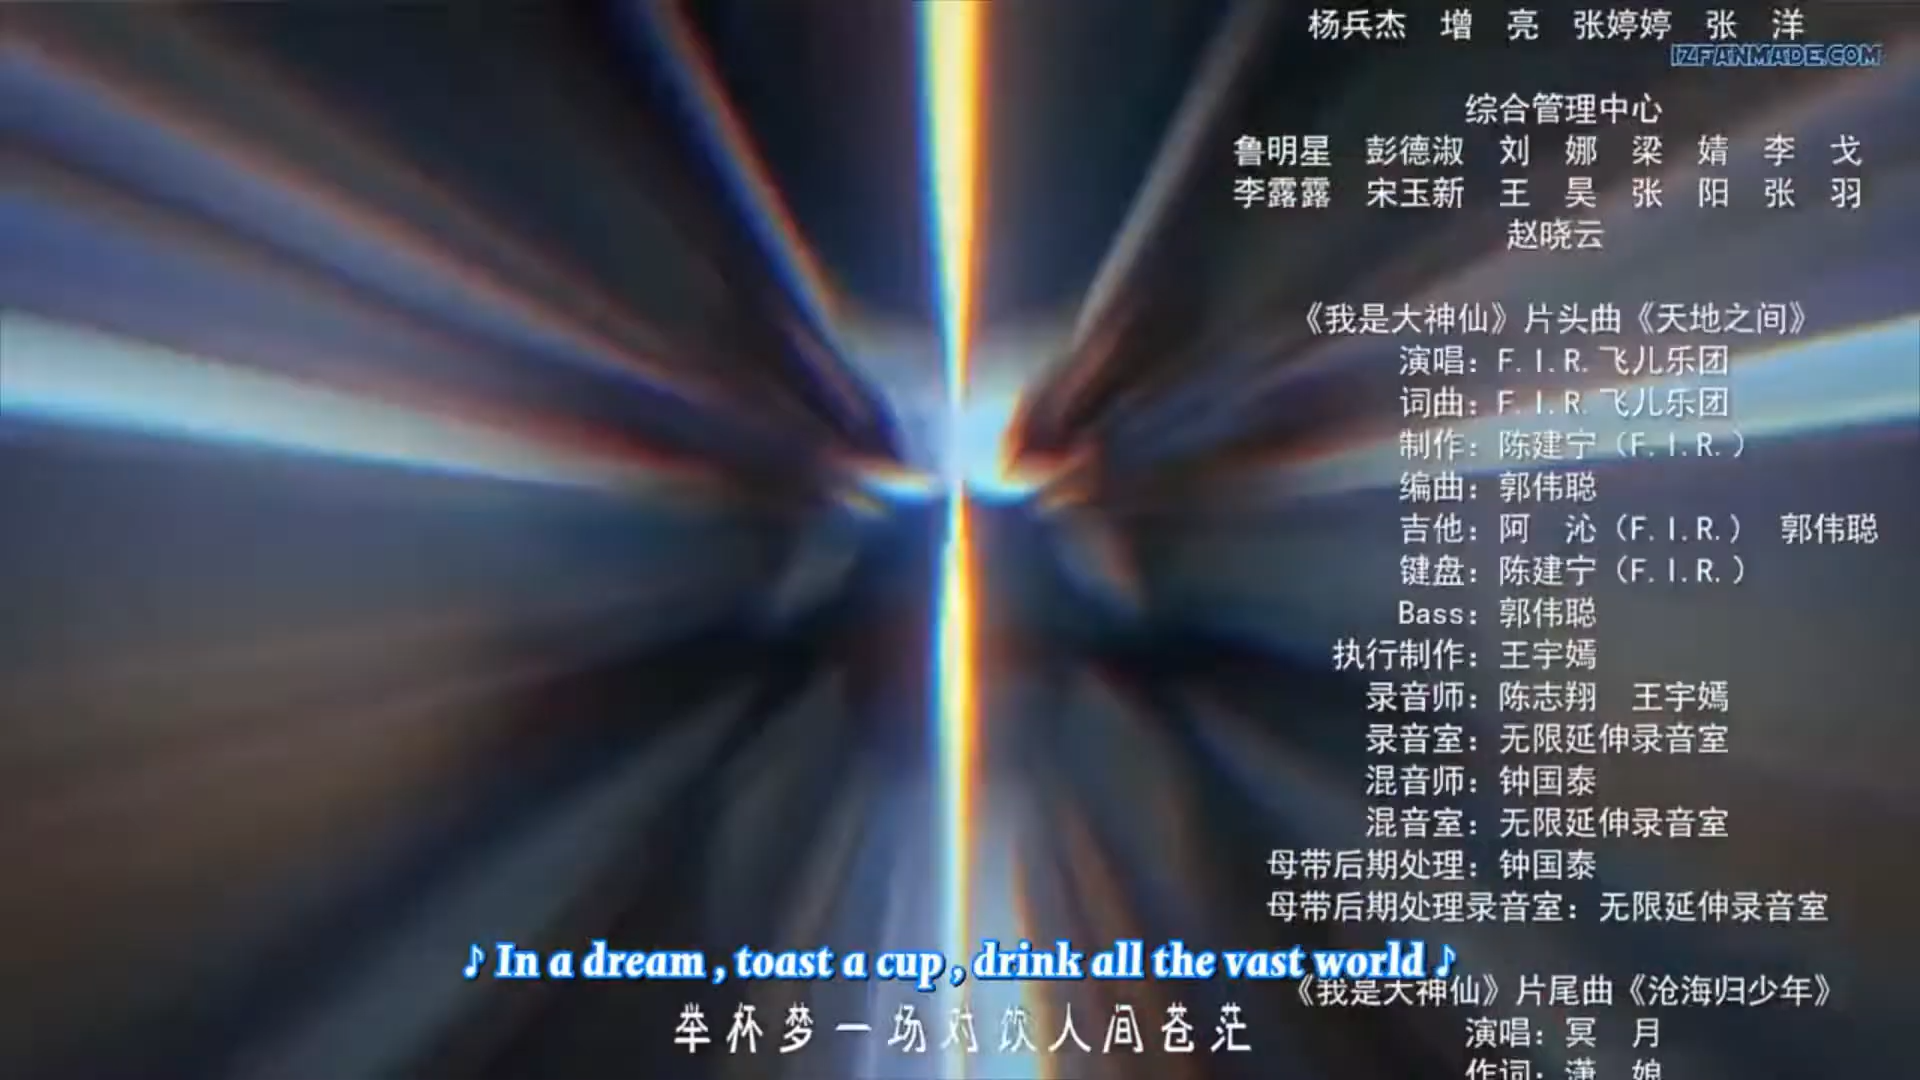 杨兵杰 增 亮 张婷婷 张 洋
IZFANMADE.COM
综合管理中心
鲁明星 彭德淑 刘 娜 梁 婧 李 戈
李露露 宋玉新 王 昊 张 阳 张 羽
赵晓云
《我是大神仙》片头曲《天地之间》
演唱：F.I.R.飞儿乐团
词曲：F.I.R.飞儿乐团
制作：陈建宁（F.I.R.）
编曲：郭伟聪
吉他：阿 沁（F.I.R.） 郭伟聪
键盘：陈建宁（F.I.R.）
Bass：郭伟聪
执行制作：王宇嫣
录音师：陈志翔 王宇嫣
录音室：无限延伸录音室
混音师：钟国泰
混音室：无限延伸录音室
母带后期处理：钟国泰
母带后期处理录音室：无限延伸录音室
♪ In a dream , toast a cup , drink all the vast world ♪
《我是大神仙》片尾曲《沧海归少年》
举杯梦一场对饮人间苍茫
演唱：冥 月
作词：潇 娘